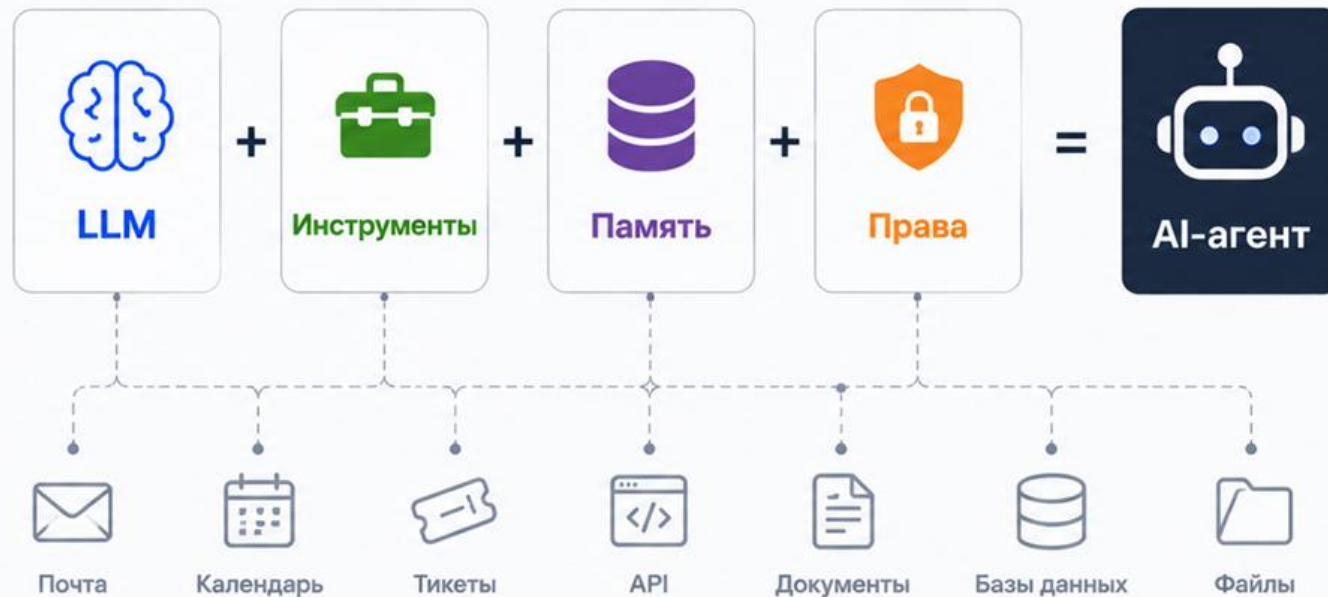 LLM
+
Инструменты
+
Память
+
Права
=
AI-агент
</>
Почта
Календарь
Тикеты
API
Документы
Базы данных
Файлы